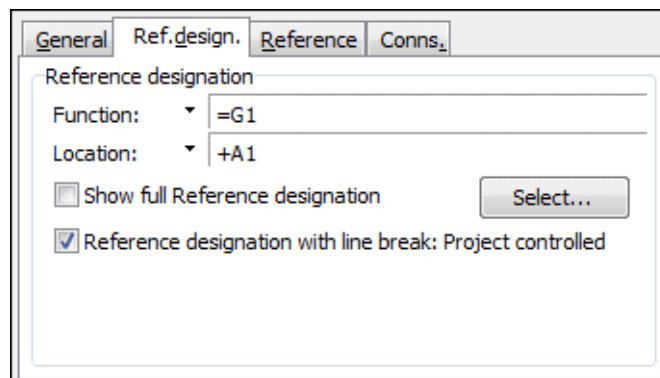 General Ref.design. Reference Conns.
Reference designation
Function: =G1
Location: +A1
Show full Reference designation Select...
Reference designation with line break: Project controlled